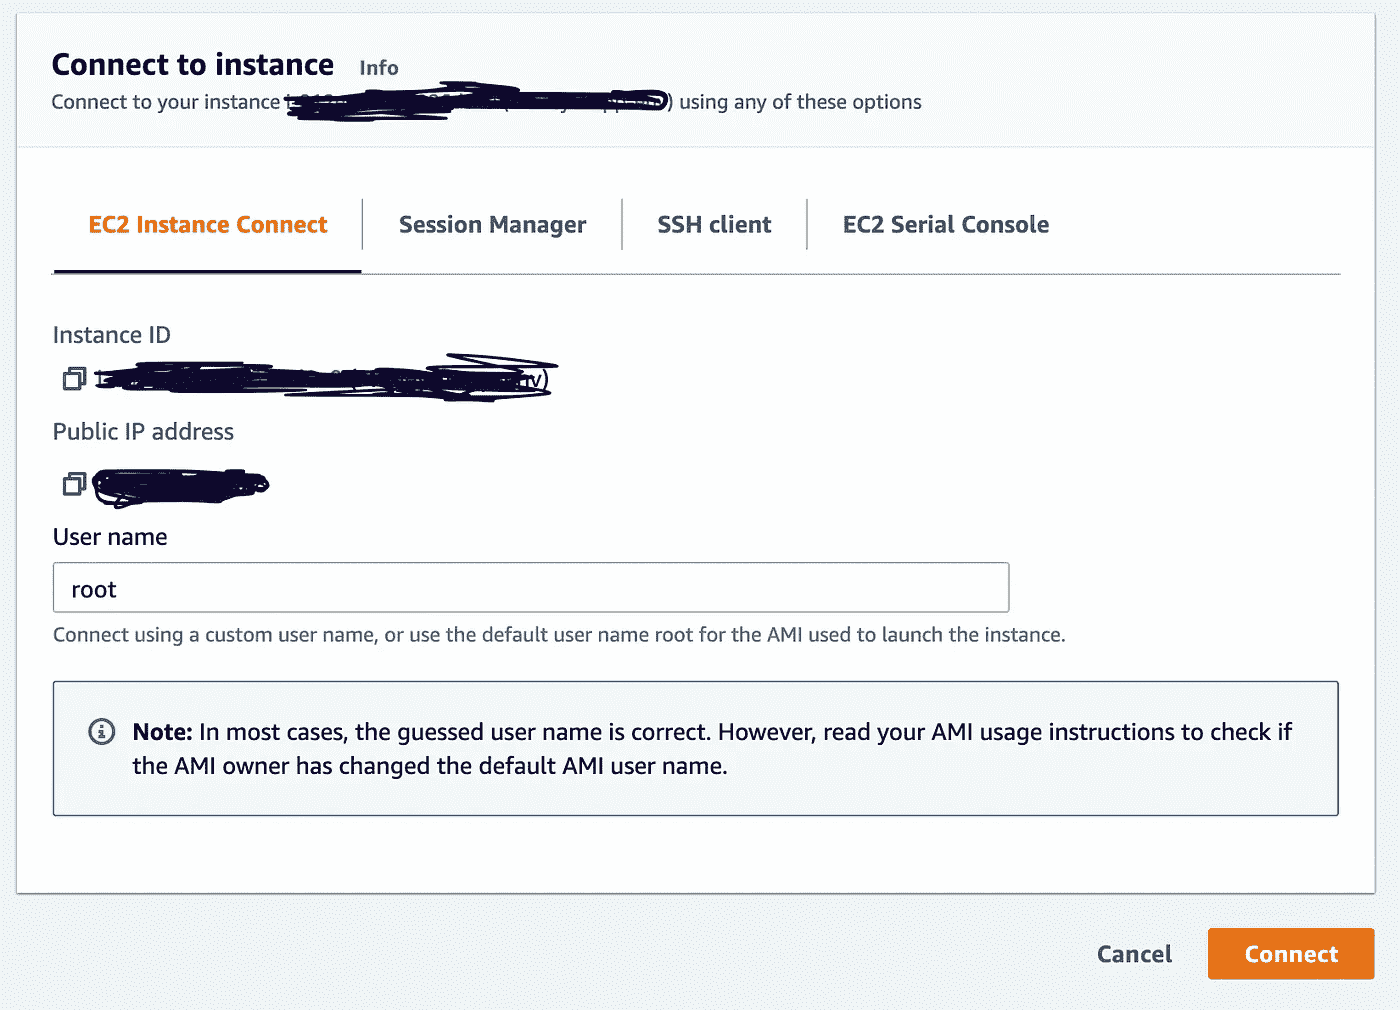 Connect to instance Info
Connect to your instance ) using any of these options
EC2 Instance Connect Session Manager SSH client EC2 Serial Console
Instance ID
Public IP address
User name
root
Connect using a custom user name, or use the default user name root for the AMI used to launch the instance.
Note: In most cases, the guessed user name is correct. However, read your AMI usage instructions to check if
the AMI owner has changed the default AMI user name.
Cancel Connect